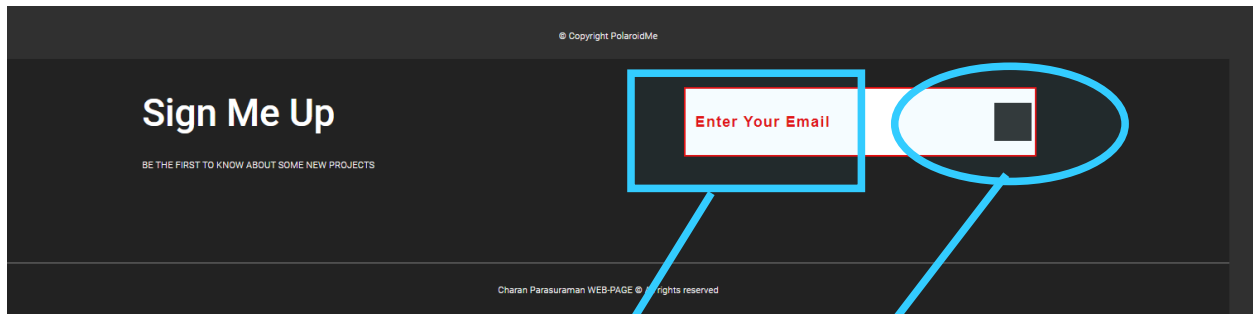 © Copyright PolaroidMe
Sign Me Up
Enter Your Email
BE THE FIRST TO KNOW ABOUT SOME NEW PROJECTS
Charan Parasuraman WEB-PAGE © All rights reserved